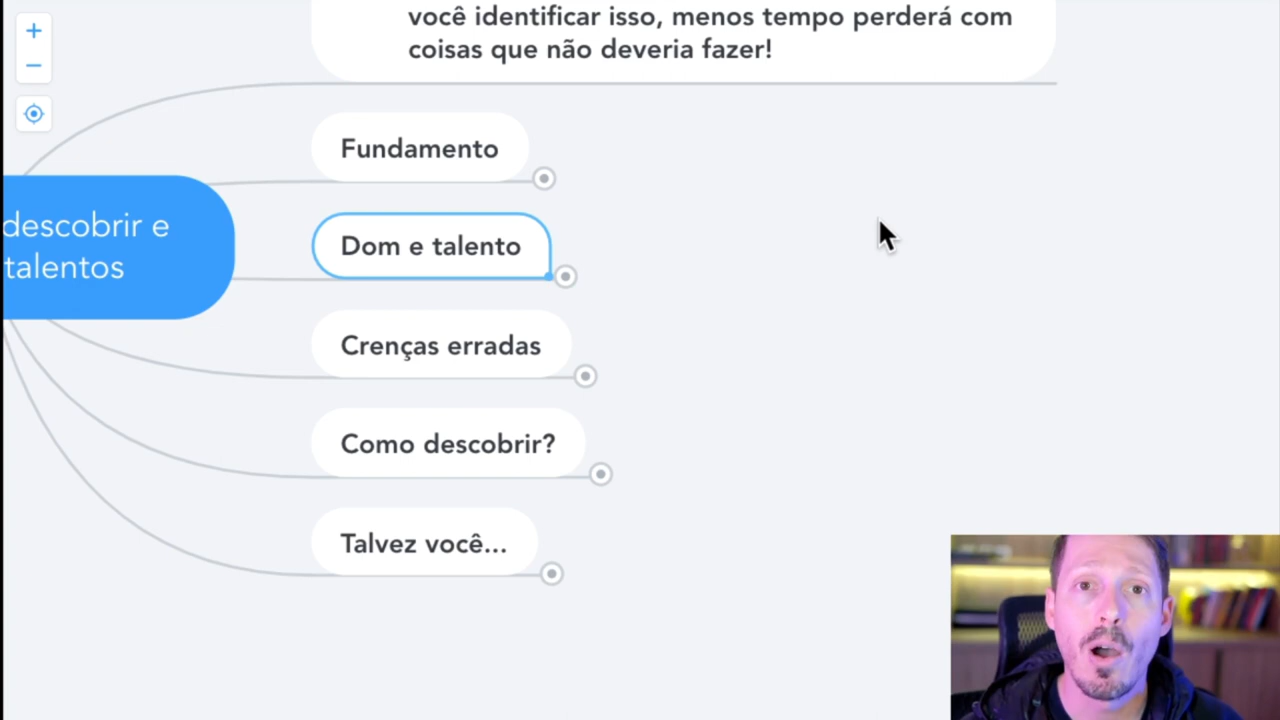 você identificar isso, menos tempo perderá com
coisas que não deveria fazer!
Fundamento
descobrir e
talentos
Dom e talento
Crenças erradas
Como descobrir?
Talvez você...